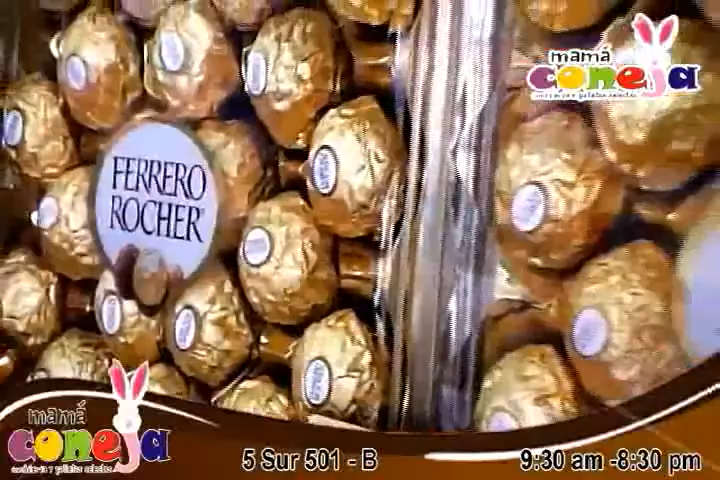 mamá
coneja
FERRERO
ROCHER
mamá
coneja
5 Sur 501 - B
9:30 am -8:30 pm